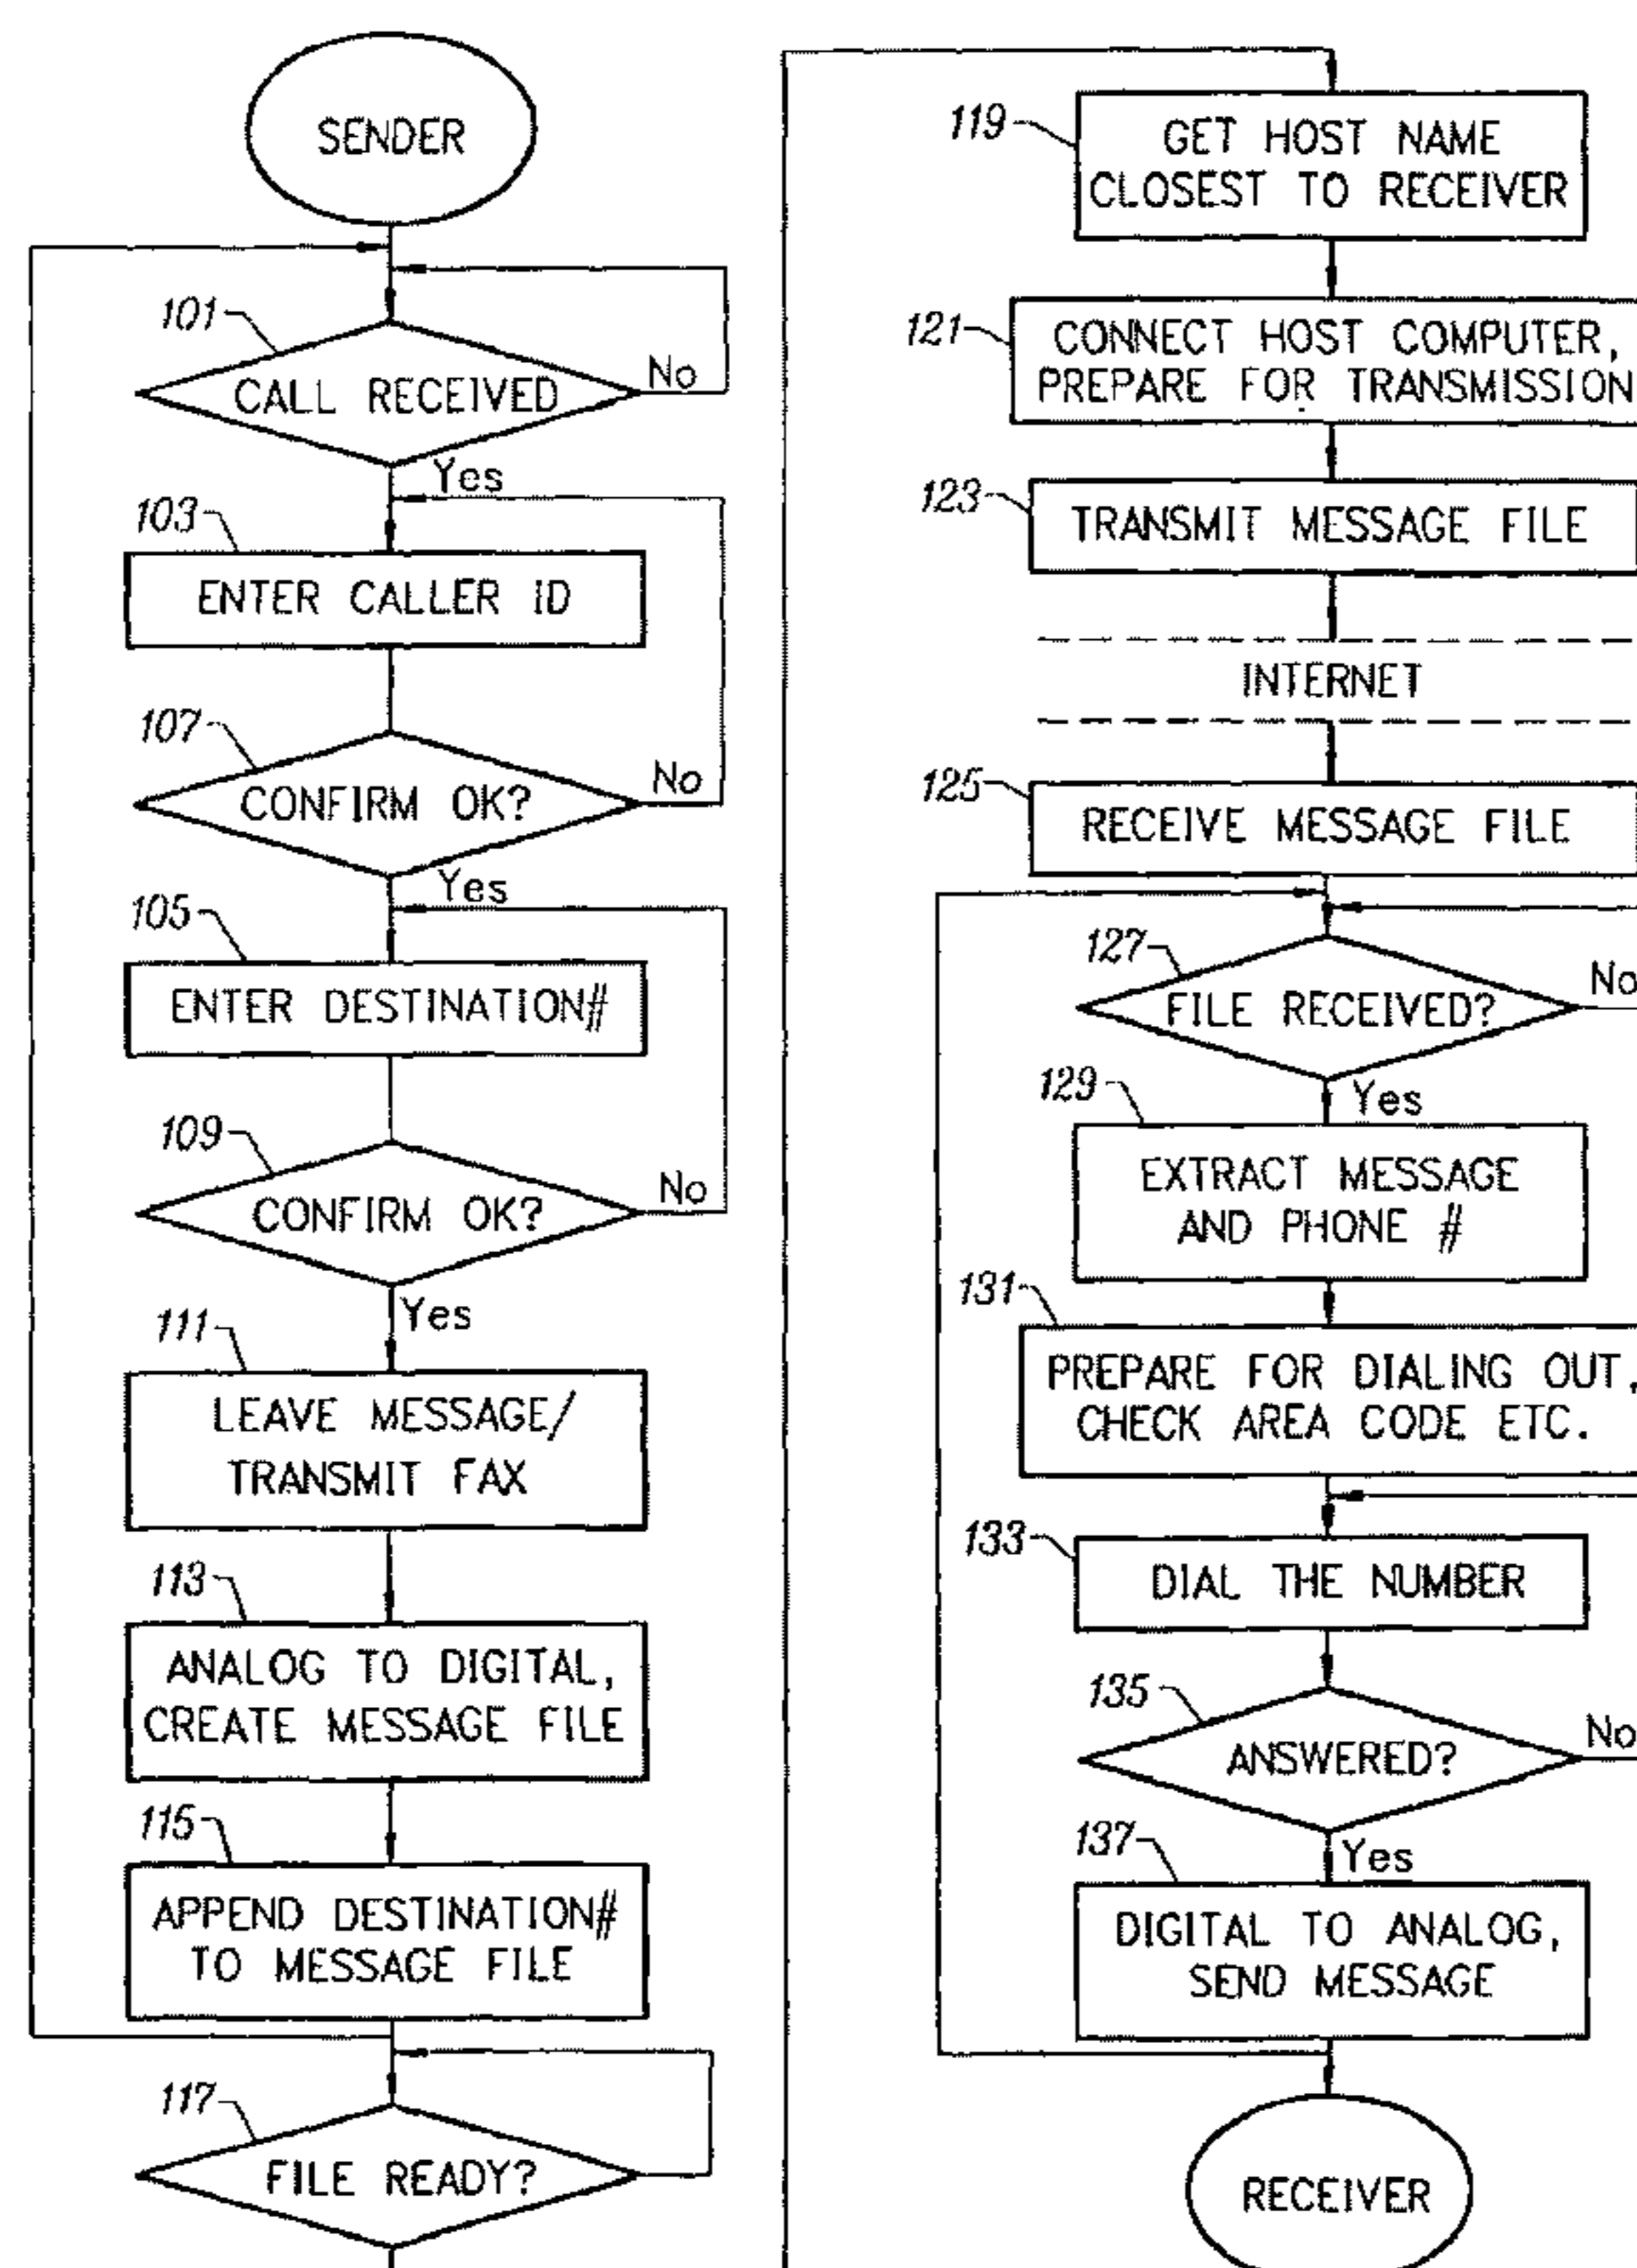 SENDER
101
CALL RECEIVED
No
Yes
103
ENTER CALLER ID
107
CONFIRM OK?
No
Yes
105
ENTER DESTINATION#
109
CONFIRM OK?
No
Yes
111
LEAVE MESSAGE/
TRANSMIT FAX
113
ANALOG TO DIGITAL,
CREATE MESSAGE FILE
115
APPEND DESTINATION#
TO MESSAGE FILE
117
FILE READY?
119
GET HOST NAME
CLOSEST TO RECEIVER
121
CONNECT HOST COMPUTER,
PREPARE FOR TRANSMISSION
123
TRANSMIT MESSAGE FILE
INTERNET
125
RECEIVE MESSAGE FILE
127
FILE RECEIVED?
No
Yes
129
EXTRACT MESSAGE
AND PHONE #
131
PREPARE FOR DIALING OUT,
CHECK AREA CODE ETC.
133
DIAL THE NUMBER
135
ANSWERED?
No
Yes
137
DIGITAL TO ANALOG,
SEND MESSAGE
RECEIVER